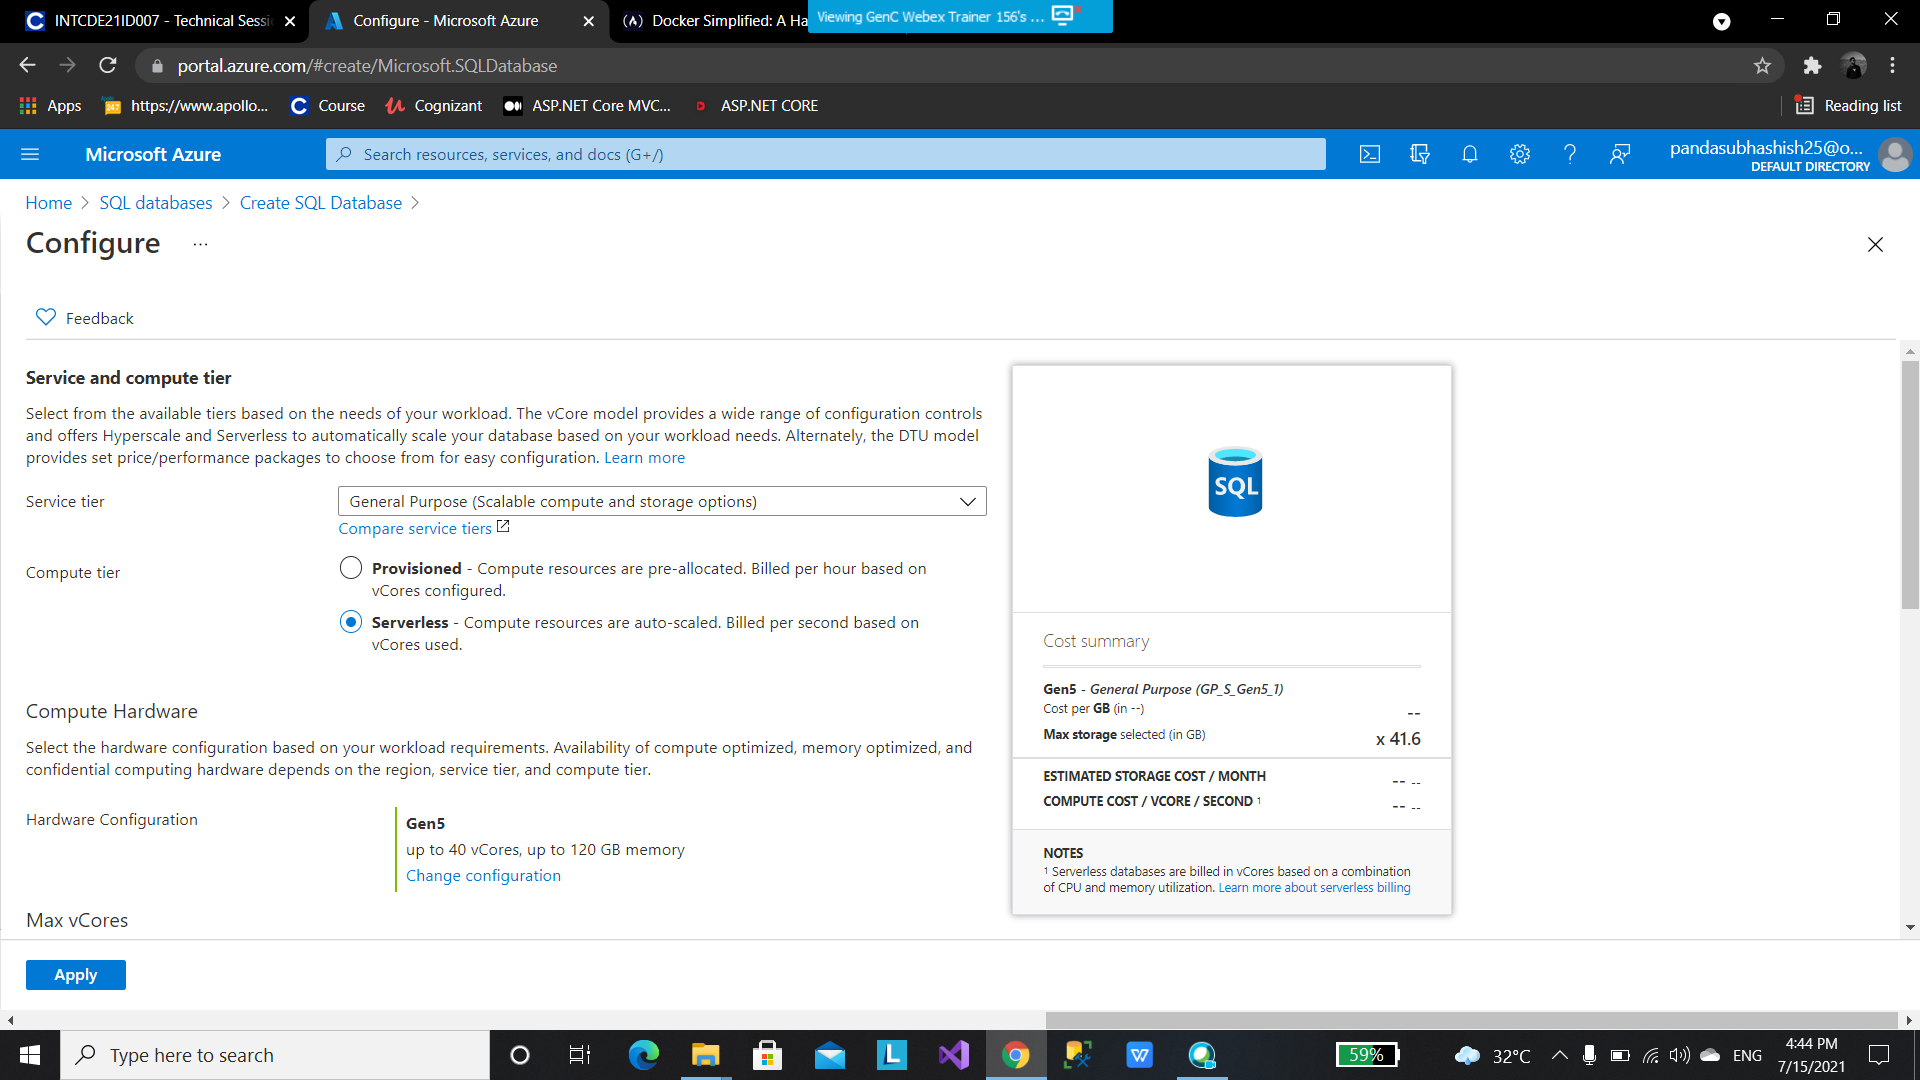 INTCDE21ID007 - Technical Sessi
Configure - Microsoft Azure
Docker Simplified: A Ha
Viewing GenC Webex Trainer 156's ...
portal.azure.com/#create/Microsoft.SQLDatabase
Apps
https://www.apollo...
Course
Cognizant
ASP.NET Core MVC...
ASP.NET CORE
Reading list
Microsoft Azure
Search resources, services, and docs (G+/)
pandasubhashish25@o...
DEFAULT DIRECTORY
Home > SQL databases > Create SQL Database >
Configure ...
Feedback
Service and compute tier
Select from the available tiers based on the needs of your workload. The vCore model provides a wide range of configuration controls
and offers Hyperscale and Serverless to automatically scale your database based on your workload needs. Alternately, the DTU model
provides set price/performance packages to choose from for easy configuration. Learn more
Service tier
General Purpose (Scalable compute and storage options)
Compare service tiers
Compute tier
Provisioned - Compute resources are pre-allocated. Billed per hour based on
vCores configured.
Serverless - Compute resources are auto-scaled. Billed per second based on
vCores used.
Compute Hardware
Select the hardware configuration based on your workload requirements. Availability of compute optimized, memory optimized, and
confidential computing hardware depends on the region, service tier, and compute tier.
Hardware Configuration
Gen5
up to 40 vCores, up to 120 GB memory
Change configuration
Max vCores
Apply
SQL
Cost summary
Gen5 - General Purpose (GP_S_Gen5_1)
Cost per GB (in --) --
Max storage selected (in GB) x 41.6
ESTIMATED STORAGE COST / MONTH -- --
COMPUTE COST / VCORE / SECOND ¹ -- --
NOTES
¹ Serverless databases are billed in vCores based on a combination
of CPU and memory utilization. Learn more about serverless billing
Type here to search
59%
32°C
ENG
4:44 PM
7/15/2021